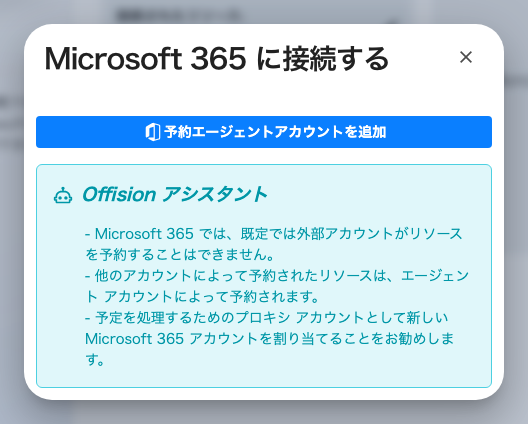 Microsoft 365 に接続する
予約エージェントアカウントを追加
Offision アシスタント
- Microsoft 365 では、既定では外部アカウントがリソース
を予約することはできません。
- 他のアカウントによって予約されたリソースは、エージェン
ト アカウントによって予約されます。
- 予定を処理するためのプロキシ アカウントとして新しい
Microsoft 365 アカウントを割り当てることをお勧めしま
す。